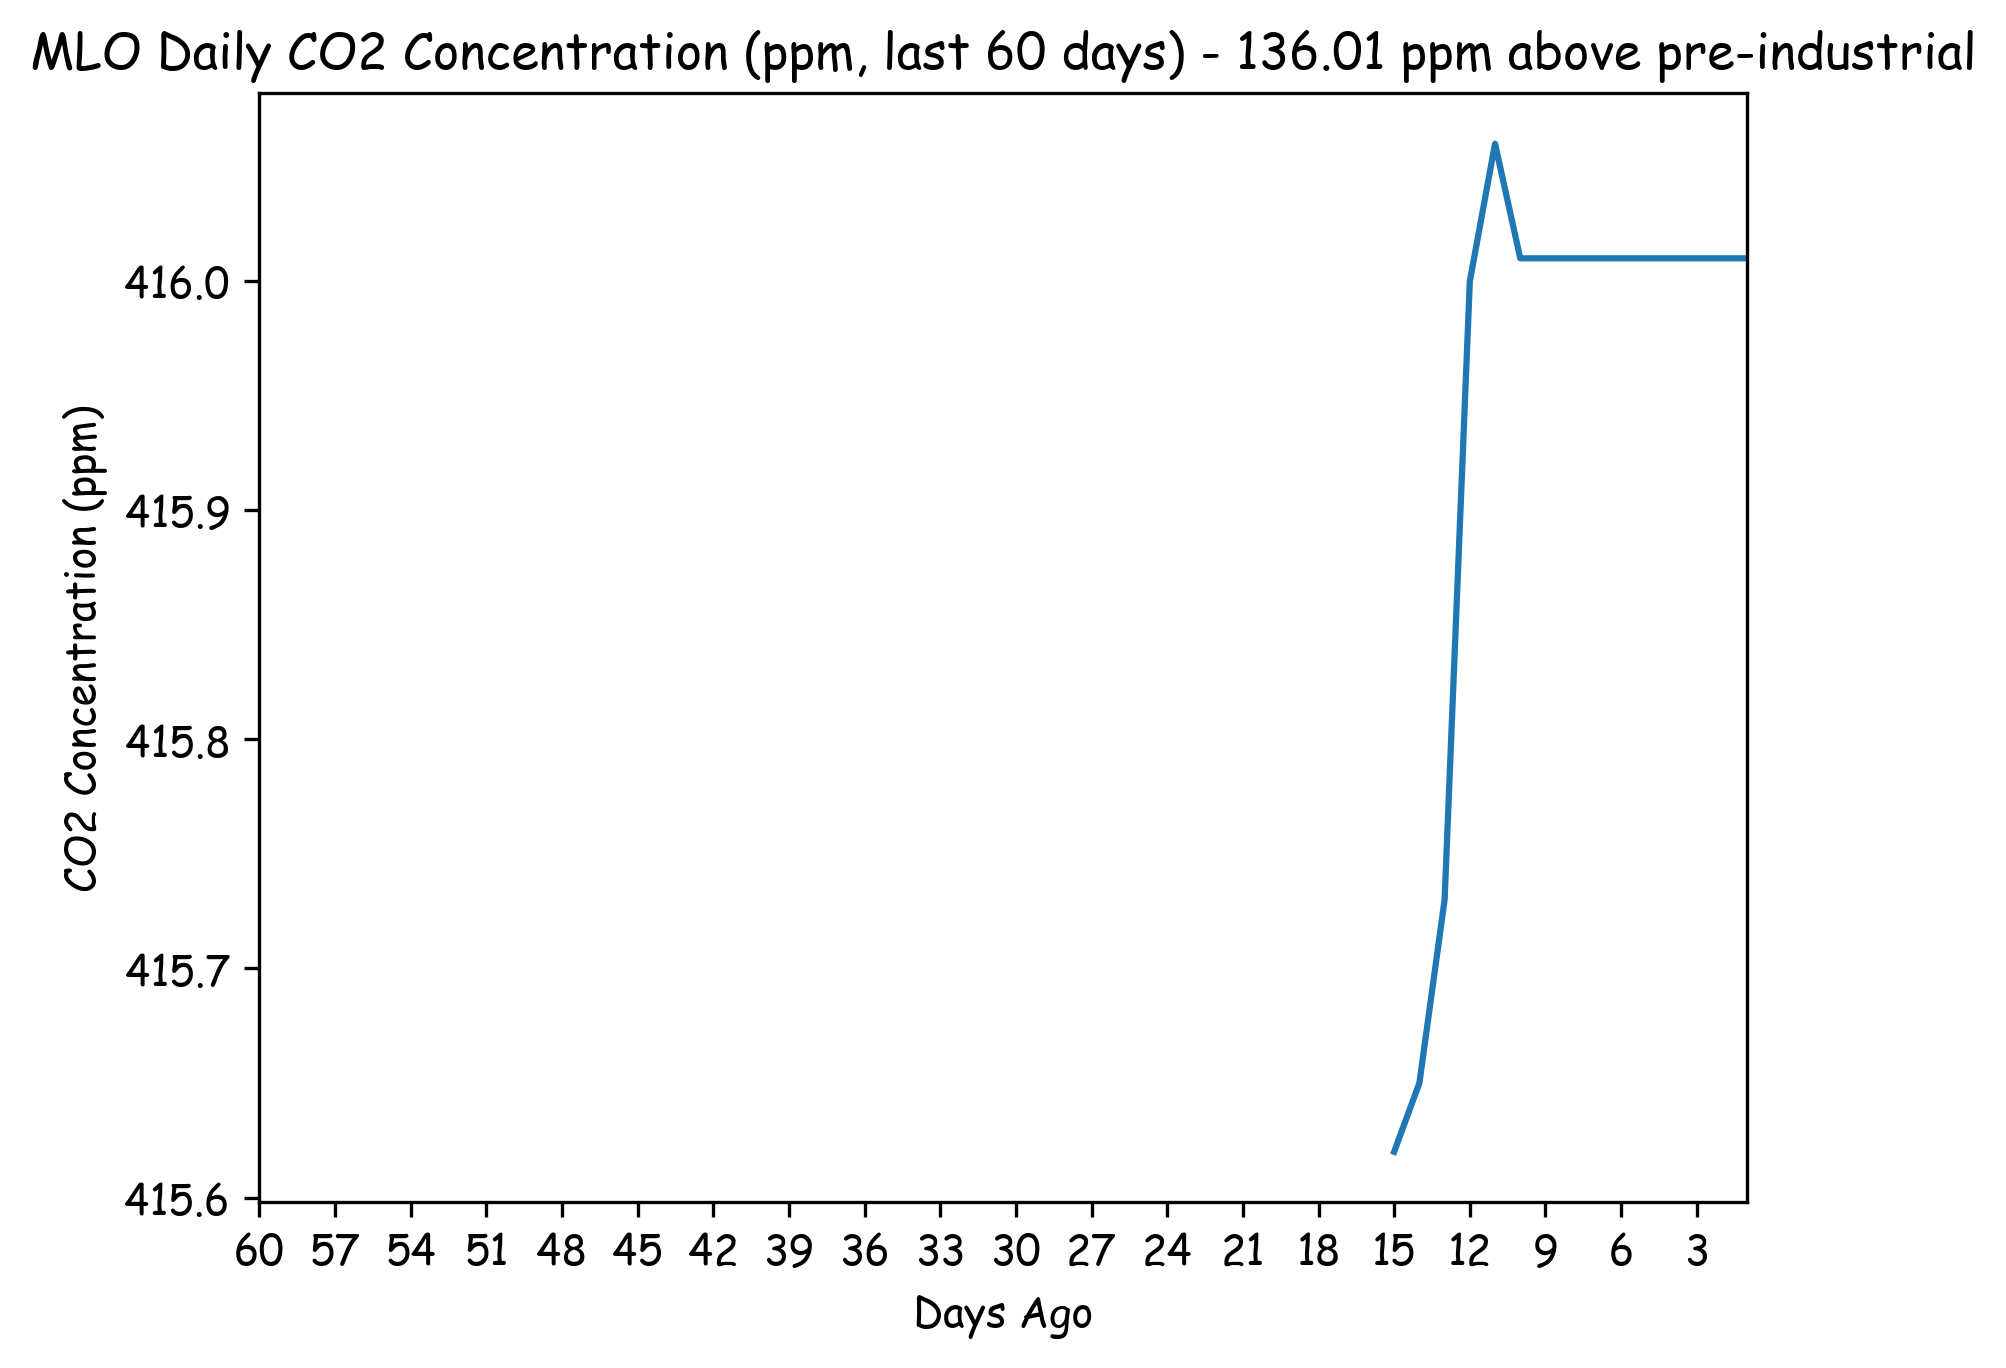 MLO Daily CO2 Concentration (ppm, last 60 days) - 136.01 ppm above pre-industrial
CO2 Concentration (ppm)
416.0
415.9
415.8
415.7
415.6
60 57 54 51 48 45 42 39 36 33 30 27 24 21 18 15 12 9 6 3
Days Ago